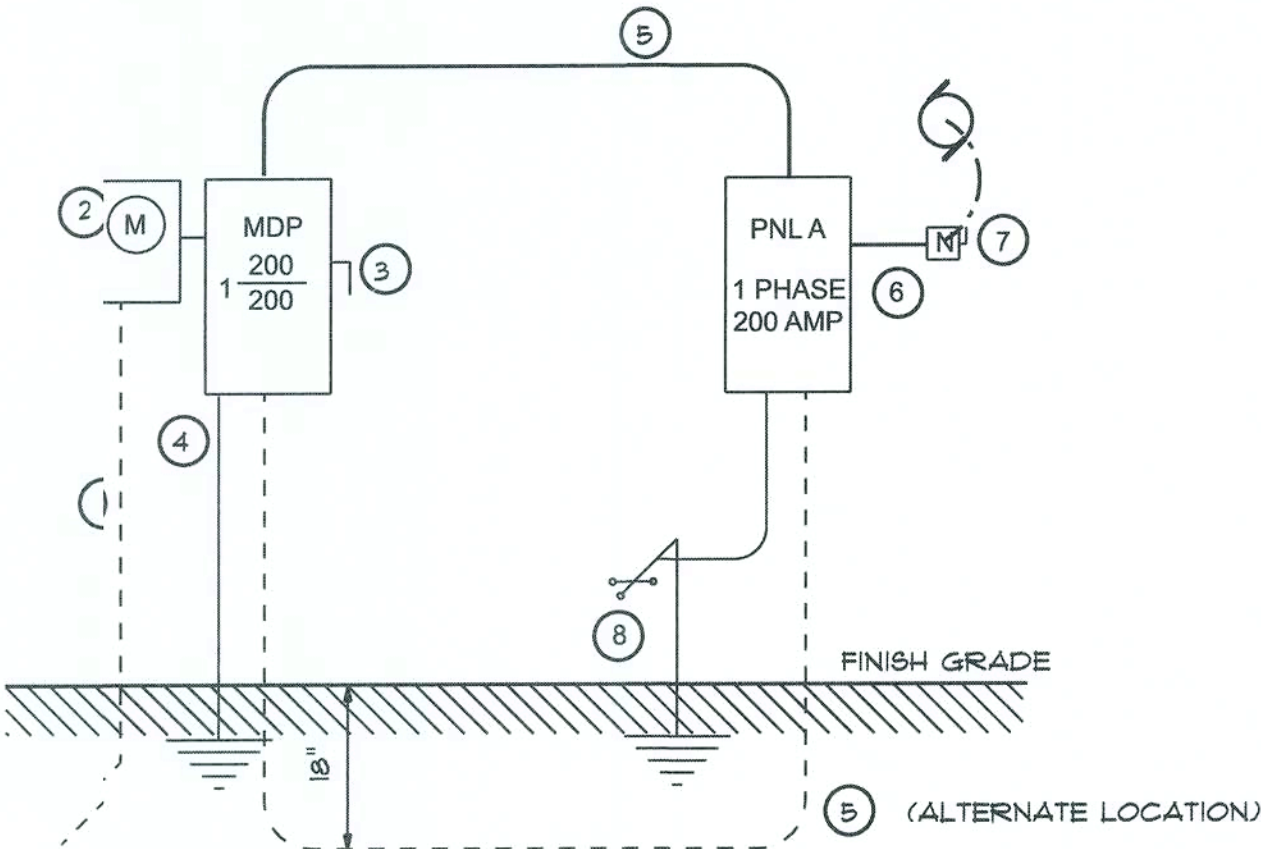 5
2
M
MDP
1 200
200
3
PNL A
1 PHASE
200 AMP
N
7
6
4
8
FINISH GRADE
18"
5 (ALTERNATE LOCATION)